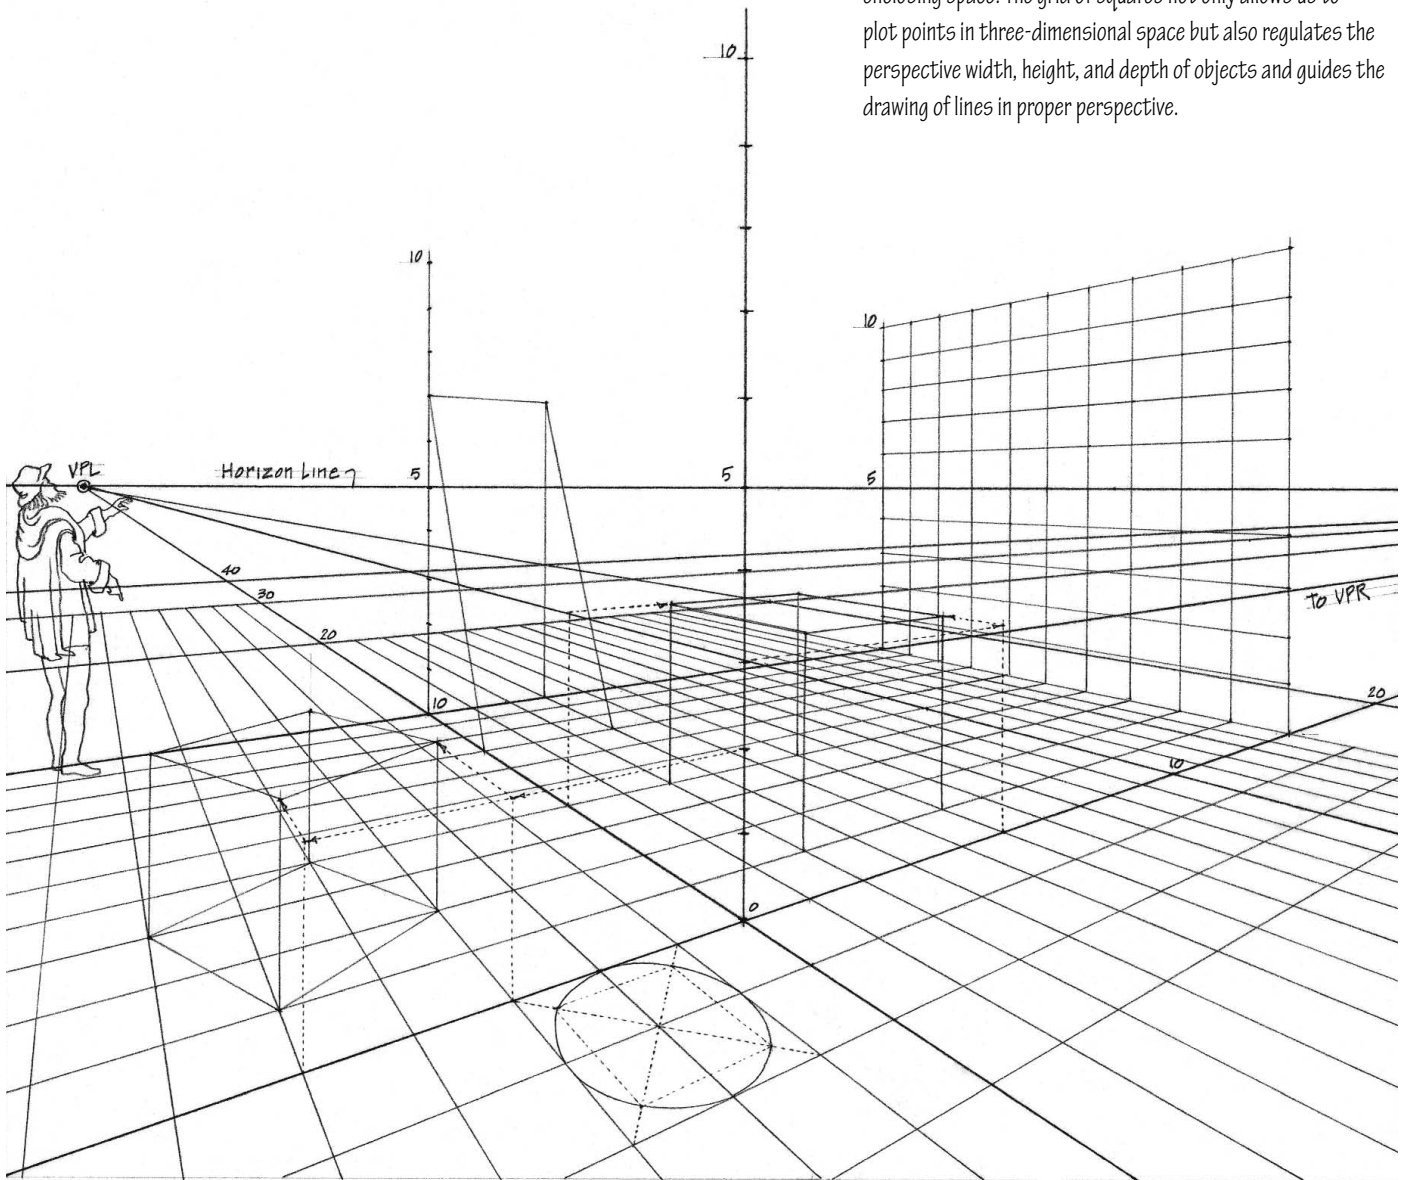 plot points in three-dimensional space but also regulates the
perspective width, height, and depth of objects and guides the
drawing of lines in proper perspective.
10
10
10
VPL
Horizon Line
5
5
5
40
30
To VPR
20
20
10
10
0